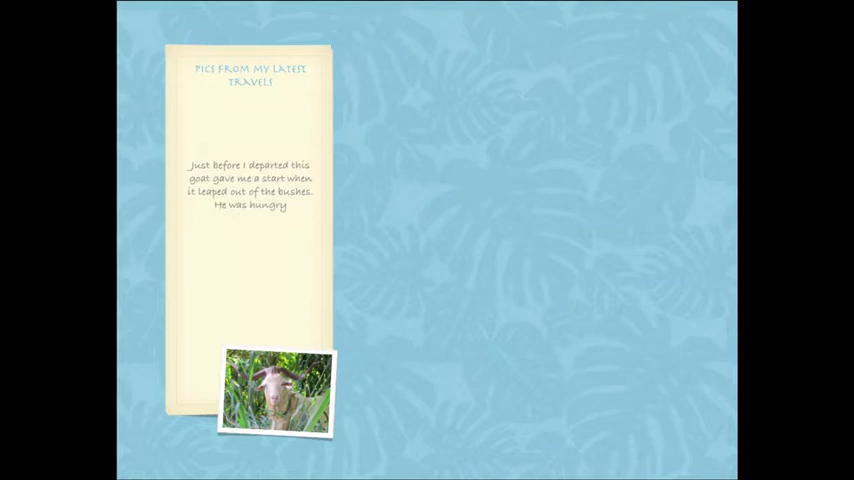 PICS FROM MY LATEST
TRAVELS
Just before I departed this
goat gave me a start when
it leaped out of the bushes.
He was hungry